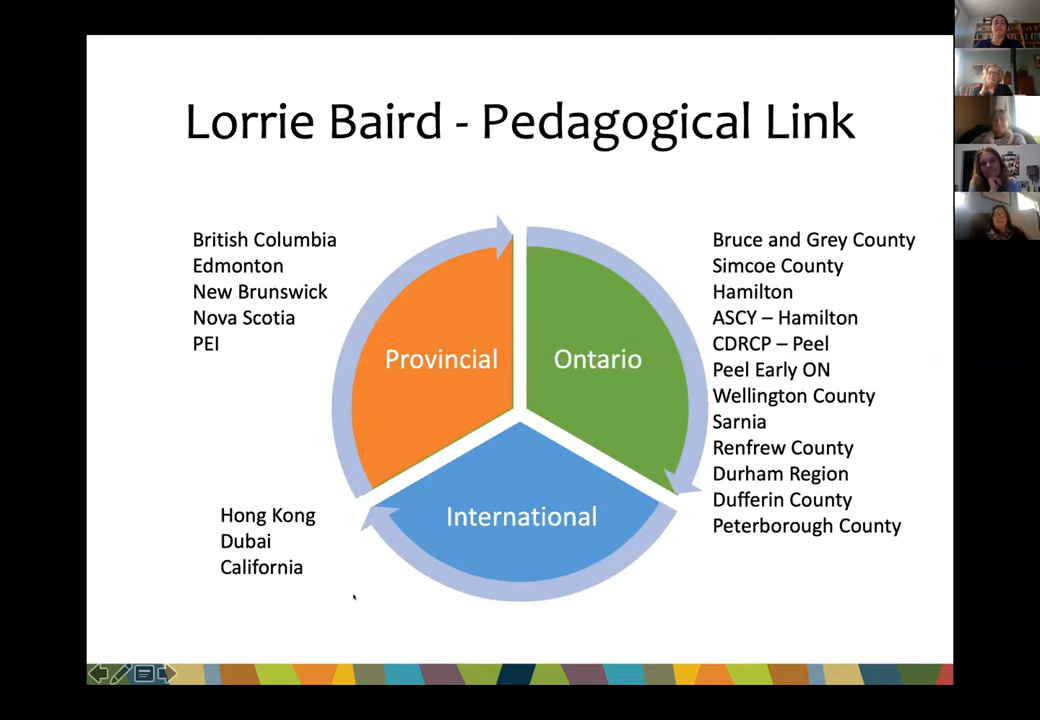 Lorrie Baird - Pedagogical Link
British Columbia
Edmonton
New Brunswick
Nova Scotia
PEI
Provincial
Ontario
Bruce and Grey County
Simcoe County
Hamilton
ASCY – Hamilton
CDRCP – Peel
Peel Early ON
Wellington County
Sarnia
Renfrew County
Durham Region
Dufferin County
Peterborough County
International
Hong Kong
Dubai
California